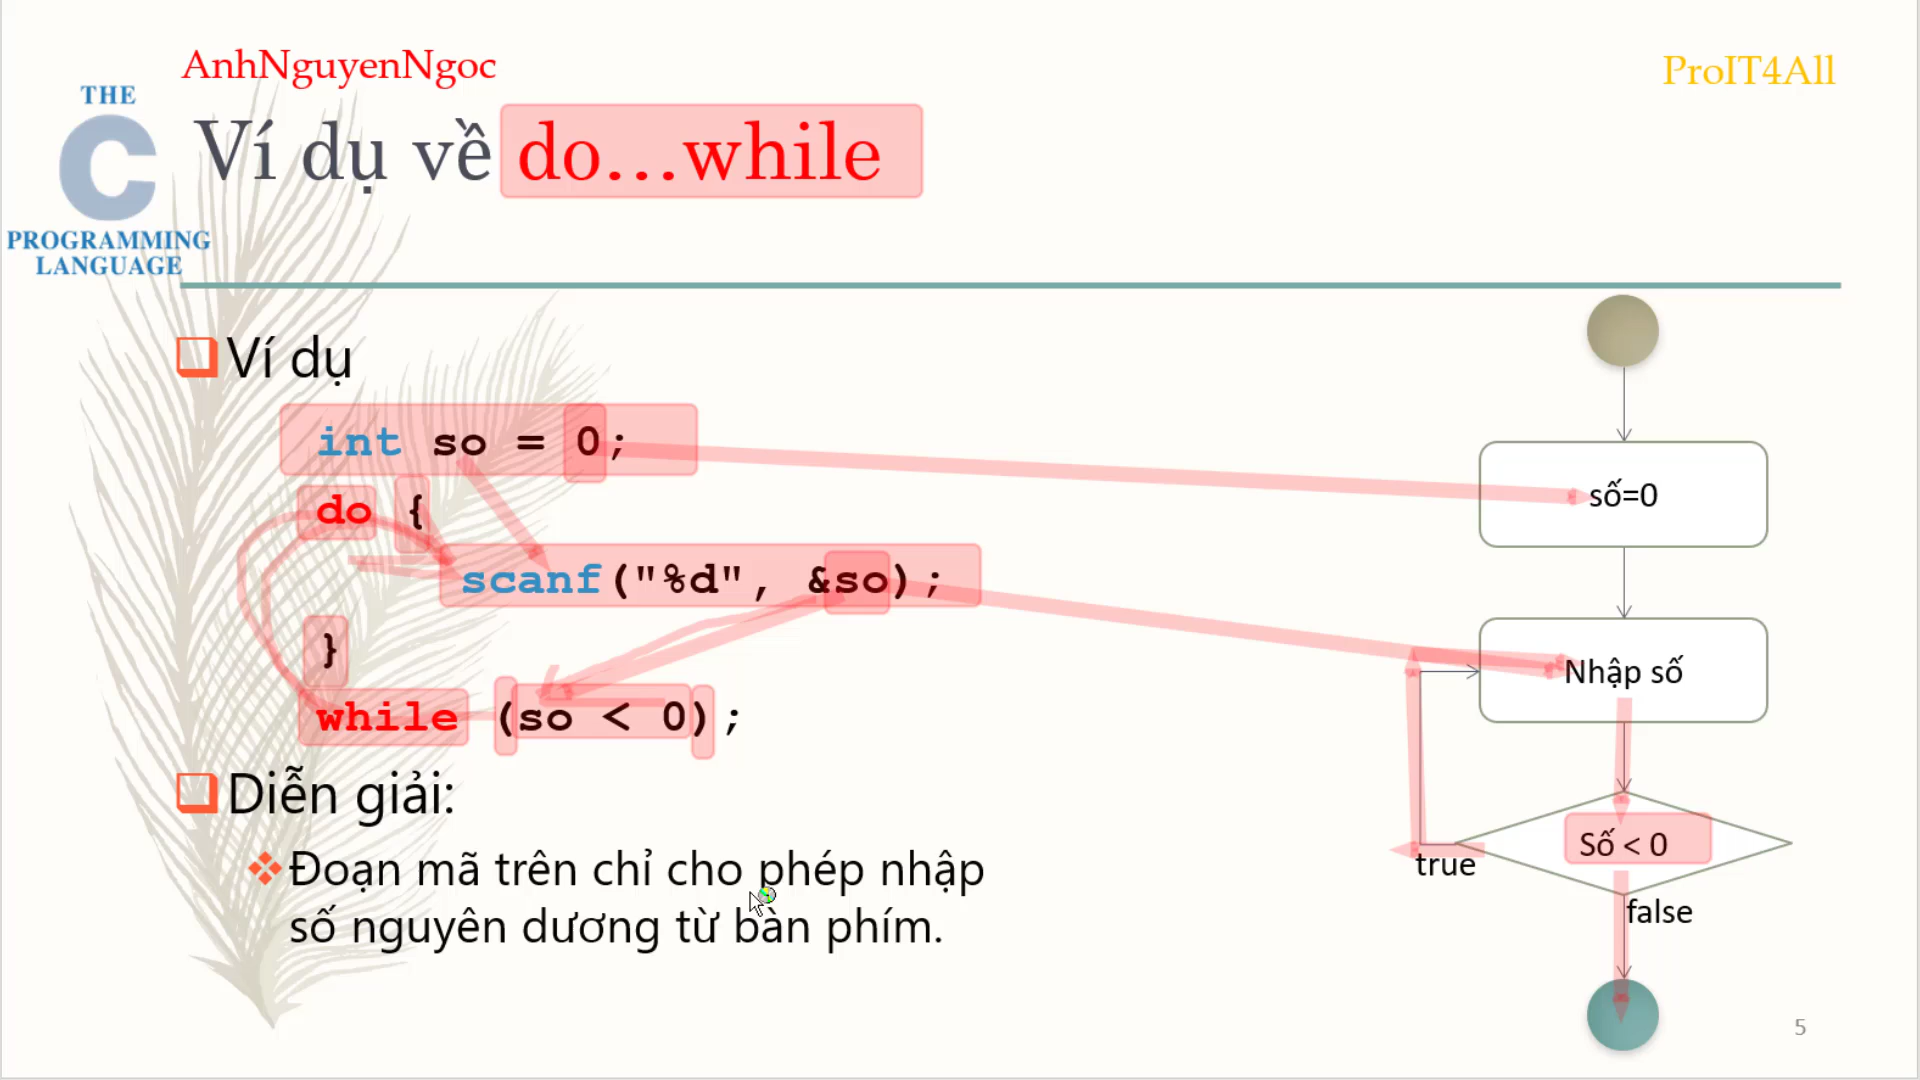 AnhNguyenNgoc
ProIT4All
THE
C
PROGRAMMING
LANGUAGE
Ví dụ về do...while
Ví dụ
int so = 0;
do {
scanf("%d", &so);
}
while (so < 0);
Diễn giải:
Đoạn mã trên chỉ cho phép nhập
số nguyên dương từ bàn phím.
số=0
Nhập số
Số < 0
true
false
5